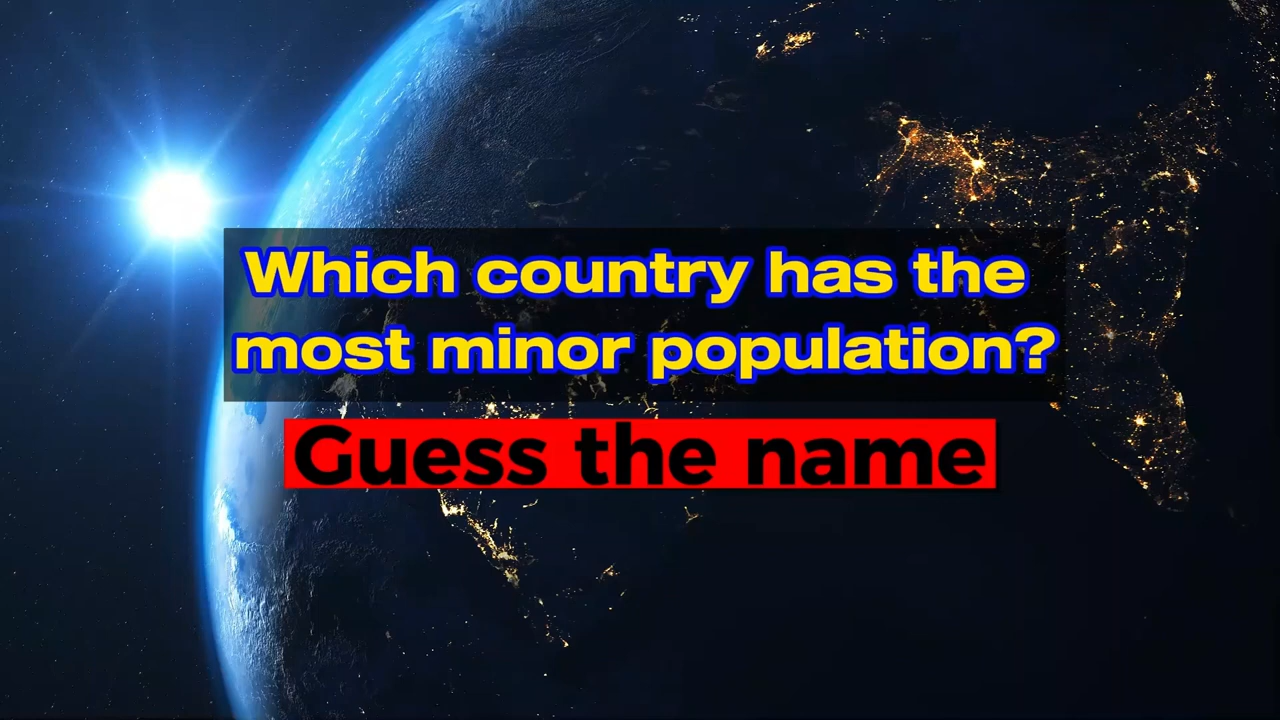 Which country has the
most minor population?
Guess the name